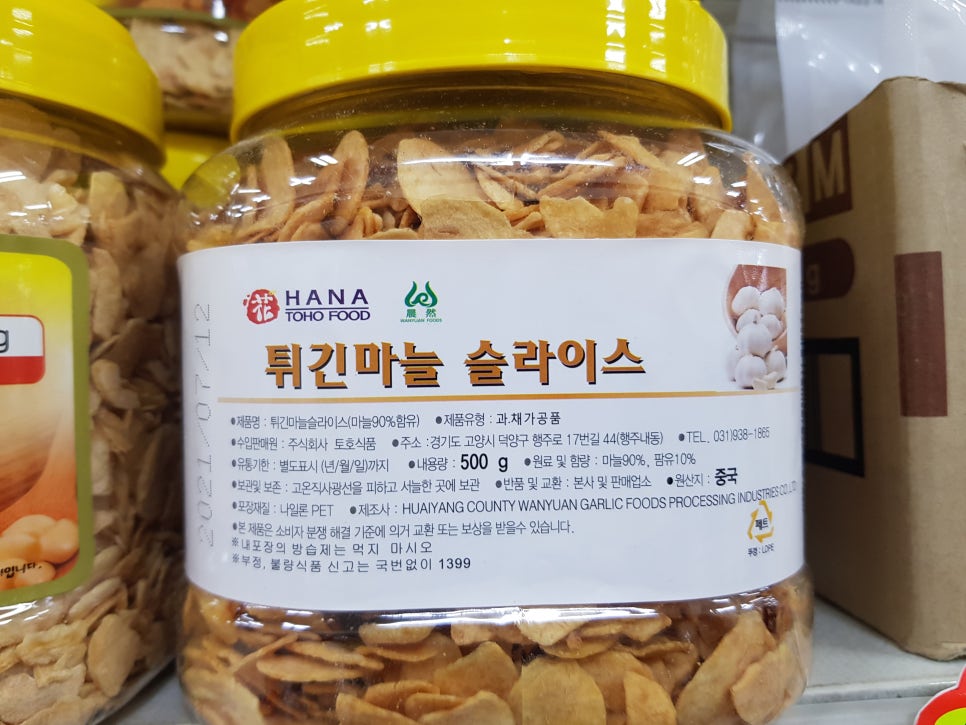 花 HANA
TOHO FOOD
晨然
WANYUAN FOODS
튀긴마늘 슬라이스
•제품명 : 튀긴마늘슬라이스(마늘90%함유) •제품유형 : 과.채가공품
•수입판매원 : 주식회사 토호식품 •주소 :경기도 고양시 덕양구 행주로 17번길 44(행주내동) •TEL. 031)938-1865
•유통기한 : 별도표시 (년/월/일)까지 •내용량 : 500 g •원료 및 함량 : 마늘90%, 팜유10%
•보관및보존 : 고온직사광선을 피하고 서늘한 곳에 보관 •반품 및 교환 : 본사 및 판매업소 •원산지 : 중국
•포장재질 : 나일론 PET •제조사 : HUAIYANG COUNTY WANYUAN GARLIC FOODS PROCESSING INDUSTRIES CO.,LTD
•본 제품은 소비자 분쟁 해결 기준에 의거 교환 또는 보상을 받을수 있습니다.
※내포장의 방습제는 먹지 마시오
※부정, 불량식품 신고는 국번없이 1399
페트
뚜껑 : LDPE
2021/07/12
g
입니다.
IM
g